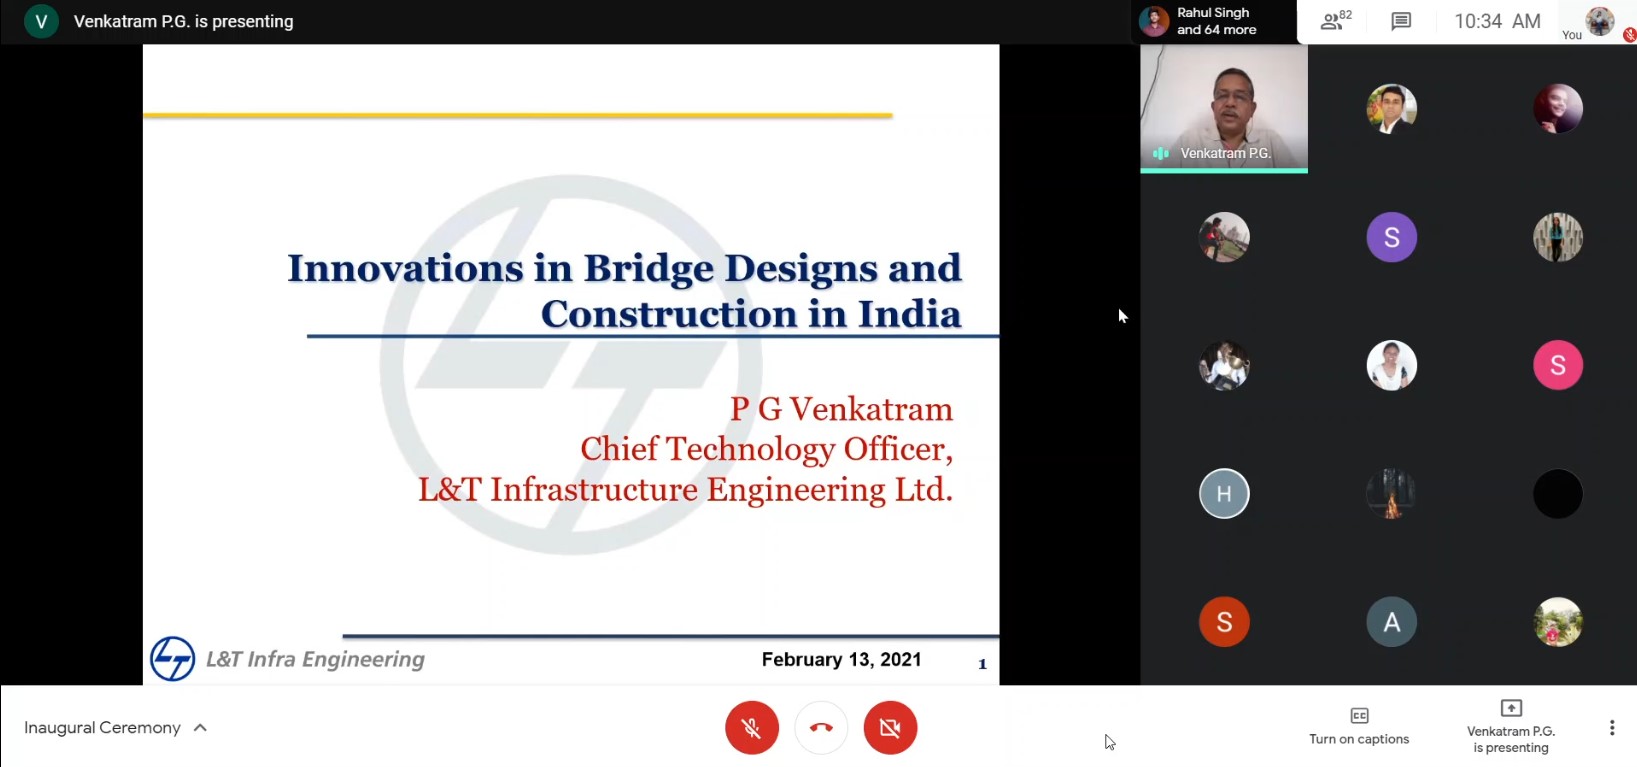 V
Venkatram P.G. is presenting
Rahul Singh
and 64 more
82
10:34 AM
You
Innovations in Bridge Designs and
Construction in India
P G Venkatram
Chief Technology Officer,
L&T Infrastructure Engineering Ltd.
L&T Infra Engineering
February 13, 2021
1
Venkatram P.G.
S
S
H
S
A
Inaugural Ceremony
CC
Turn on captions
Venkatram P.G.
is presenting